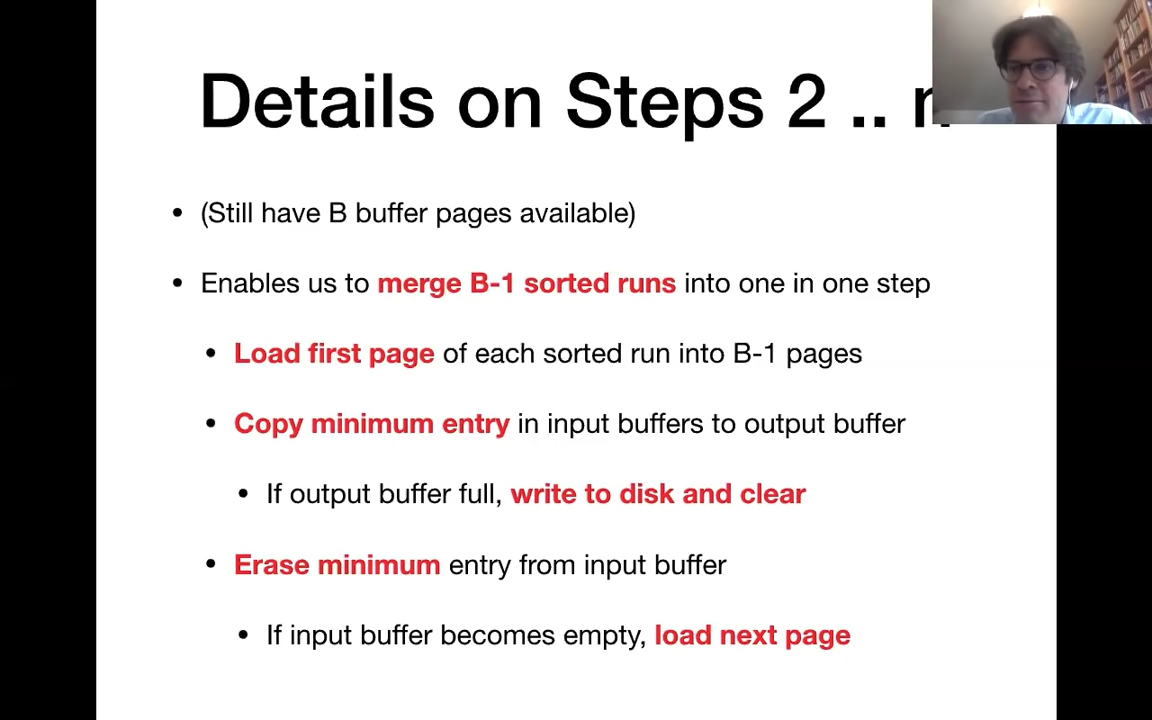 Details on Steps 2 ..
• (Still have B buffer pages available)
• Enables us to merge B-1 sorted runs into one in one step
• Load first page of each sorted run into B-1 pages
• Copy minimum entry in input buffers to output buffer
• If output buffer full, write to disk and clear
• Erase minimum entry from input buffer
• If input buffer becomes empty, load next page